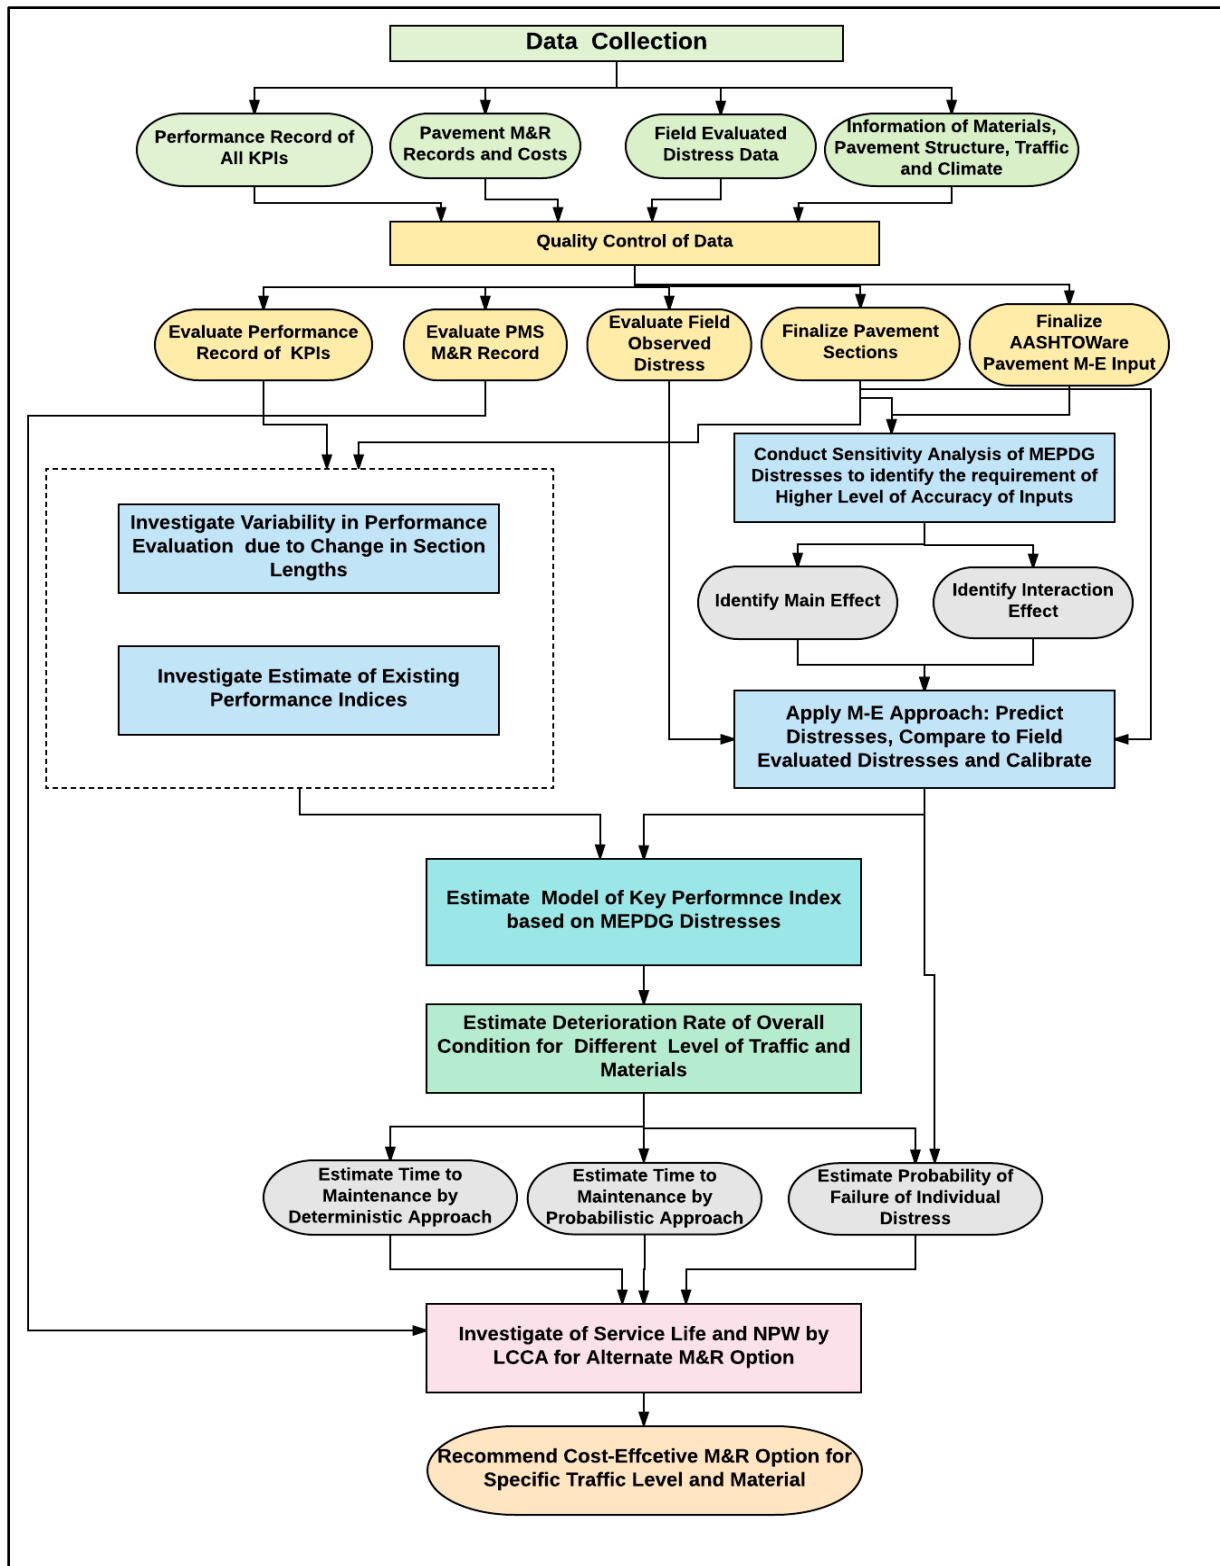 Data Collection
Performance Record of
All KPIs
Pavement M&R
Records and Costs
Field Evaluated
Distress Data
Information of Materials,
Pavement Structure, Traffic
and Climate
Quality Control of Data
Evaluate Performance
Record of KPIs
Evaluate PMS
M&R Record
Evaluate Field
Observed
Distress
Finalize Pavement
Sections
Finalize
AASHTOWare
Pavement M-E Input
Conduct Sensitivity Analysis of MEPDG
Distresses to identify the requirement of
Higher Level of Accuracy of Inputs
Investigate Variability in Performance
Evaluation due to Change in Section
Lengths
Identify Main Effect
Identify Interaction
Effect
Investigate Estimate of Existing
Performance Indices
Apply M-E Approach: Predict
Distresses, Compare to Field
Evaluated Distresses and Calibrate
Estimate Model of Key Performnce Index
based on MEPDG Distresses
Estimate Deterioration Rate of Overall
Condition for Different Level of Traffic and
Materials
Estimate Time to
Maintenance by
Deterministic Approach
Estimate Time to
Maintenance by
Probabilistic Approach
Estimate Probability of
Failure of Individual
Distress
Investigate of Service Life and NPW by
LCCA for Alternate M&R Option
Recommend Cost-Effcetive M&R Option for
Specific Traffic Level and Material